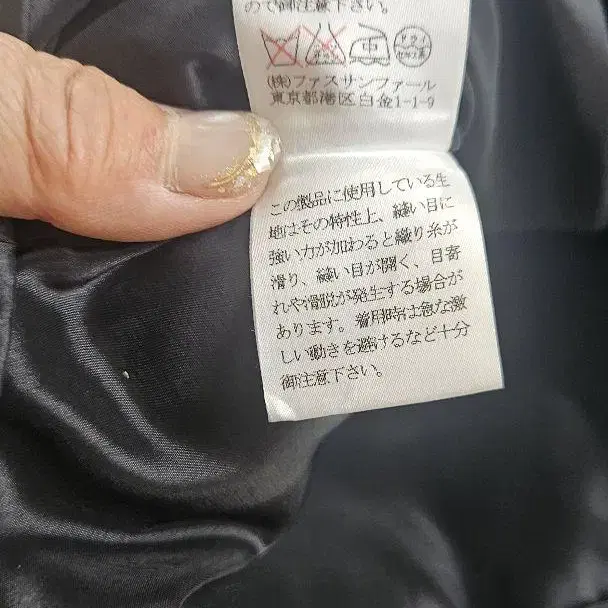 ので御注意下さい。
(株)ファスサンファール
東京都港区白金1-1-9
この製品に使用している生
地はその特性上、縫い目に
強い力が加わると織り糸が
滑り、縫い目が開く、目寄
れや滑脱が発生する場合が
あります。着用時は急な激
しい動きを避けるなど十分
御注意下さい。